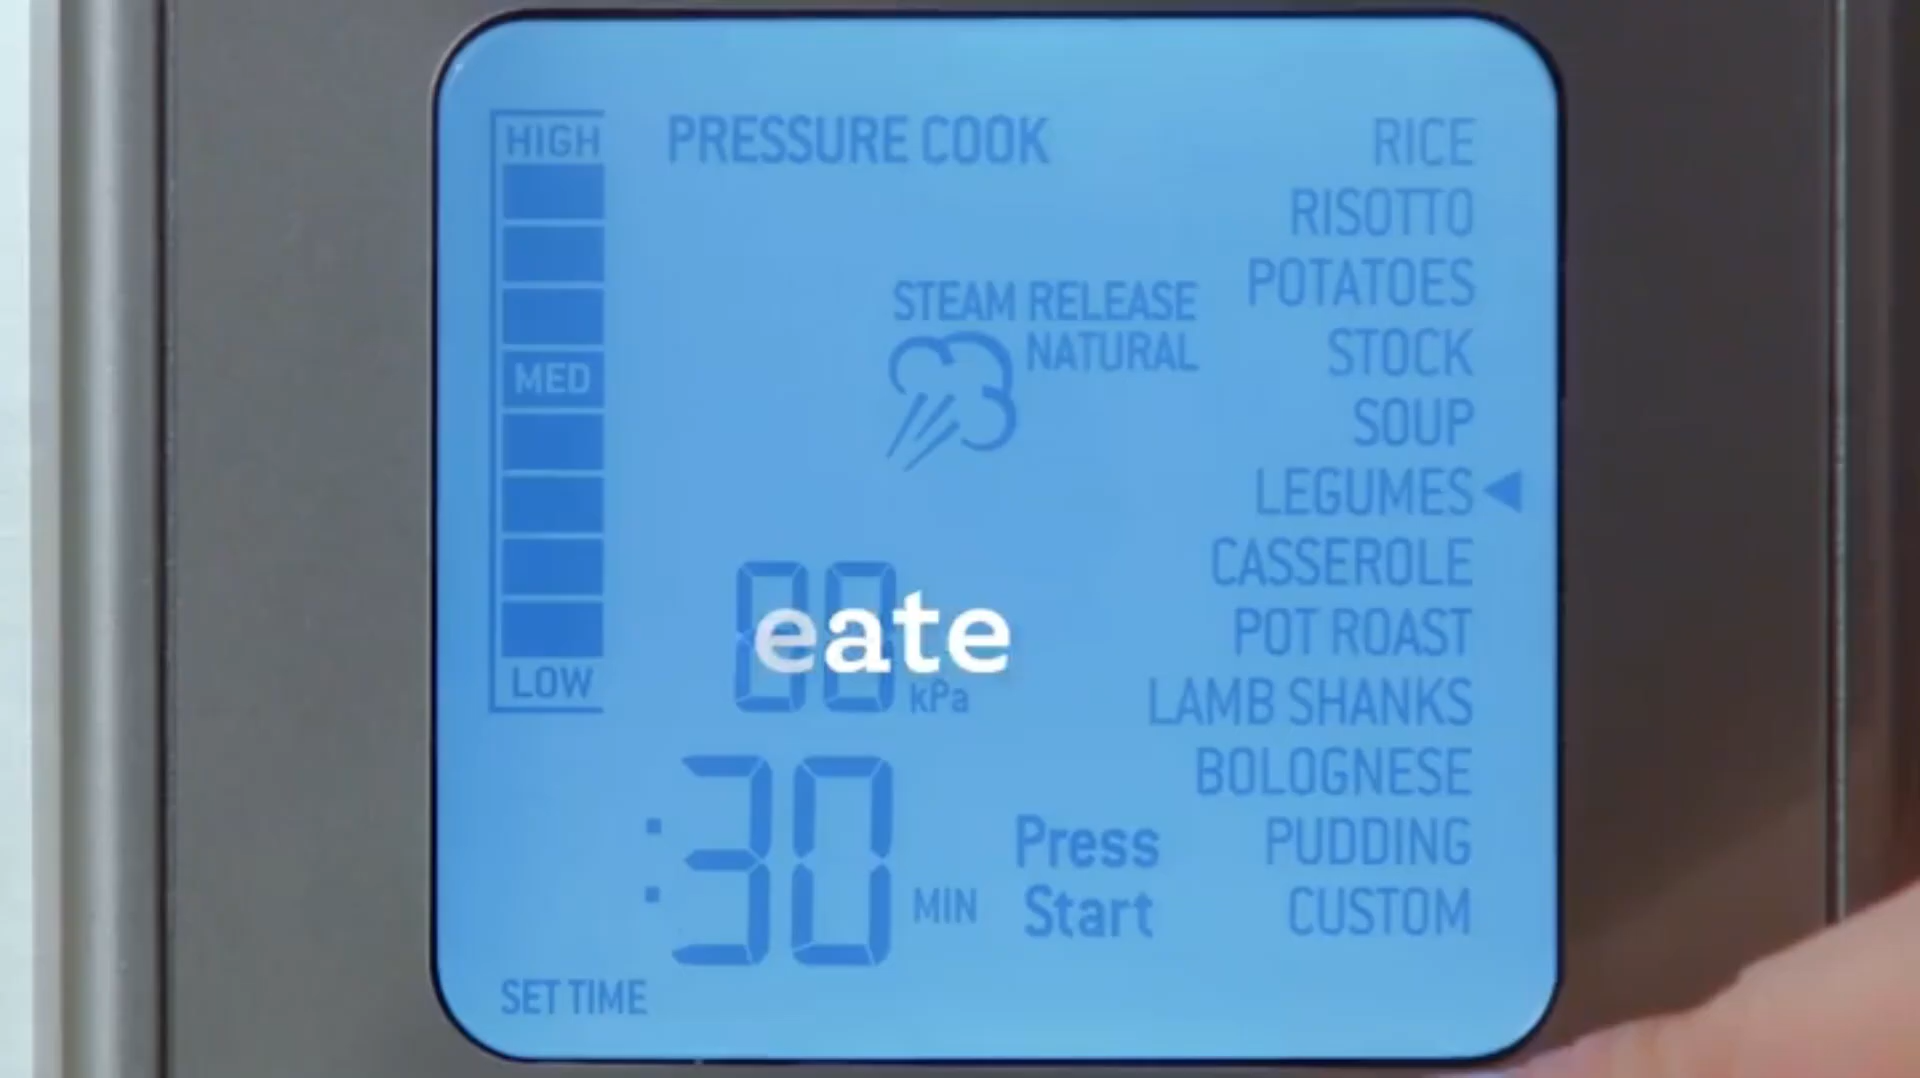 HIGH
MED
LOW
PRESSURE COOK
STEAM RELEASE
NATURAL
eate
kPa
:30 MIN
Press
Start
SET TIME
RICE
RISOTTO
POTATOES
STOCK
SOUP
LEGUMES
CASSEROLE
POT ROAST
LAMB SHANKS
BOLOGNESE
PUDDING
CUSTOM